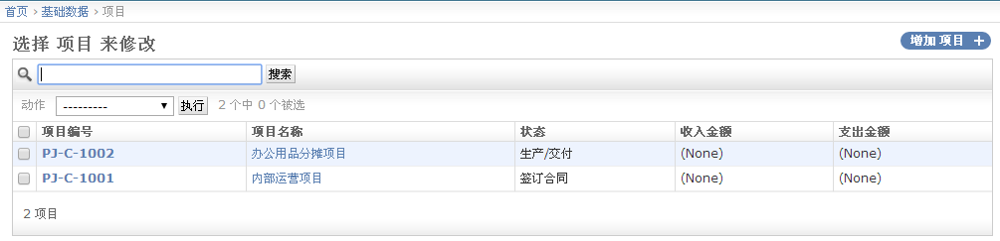 首页 › 基础数据 › 项目
选择 项目 来修改
增加 项目 +
搜索
动作 --------- 执行 2 个中 0 个被选
项目编号 项目名称 状态 收入金额 支出金额
PJ-C-1002 办公用品分摊项目 生产/交付 (None) (None)
PJ-C-1001 内部运营项目 签订合同 (None) (None)
2 项目